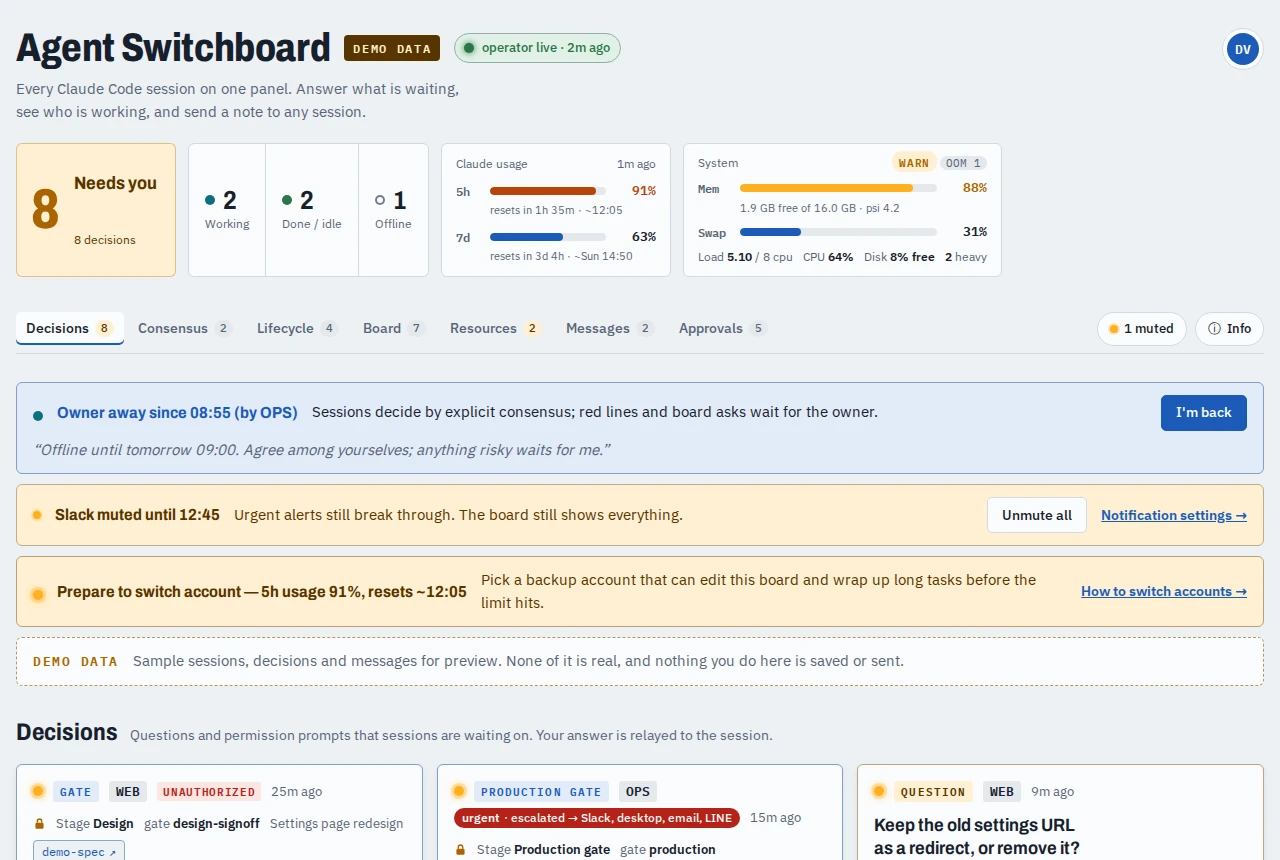 Agent Switchboard DEMO DATA operator live · 2m ago DV
Every Claude Code session on one panel. Answer what is waiting,
see who is working, and send a note to any session.
8 Needs you
8 decisions
2
Working
2
Done / idle
1
Offline
Claude usage 1m ago
5h 91%
resets in 1h 35m · ~12:05
7d 63%
resets in 3d 4h · ~Sun 14:50
System WARN OOM 1
Mem 88%
1.9 GB free of 16.0 GB · psi 4.2
Swap 31%
Load 5.10 / 8 cpu CPU 64% Disk 8% free 2 heavy
Decisions 8 Consensus 2 Lifecycle 4 Board 7 Resources 2 Messages 2 Approvals 5 1 muted ⓘ Info
Owner away since 08:55 (by OPS) Sessions decide by explicit consensus; red lines and board asks wait for the owner. I'm back
“Offline until tomorrow 09:00. Agree among yourselves; anything risky waits for me.”
Slack muted until 12:45 Urgent alerts still break through. The board still shows everything. Unmute all Notification settings →
Prepare to switch account — 5h usage 91%, resets ~12:05 Pick a backup account that can edit this board and wrap up long tasks before the
limit hits. How to switch accounts →
DEMO DATA Sample sessions, decisions and messages for preview. None of it is real, and nothing you do here is saved or sent.
Decisions Questions and permission prompts that sessions are waiting on. Your answer is relayed to the session.
GATE WEB UNAUTHORIZED 25m ago
Stage Design gate design-signoff Settings page redesign
demo-spec ↗
PRODUCTION GATE OPS
urgent · escalated → Slack, desktop, email, LINE 15m ago
Stage Production gate gate production
QUESTION WEB 9m ago
Keep the old settings URL
as a redirect, or remove it?